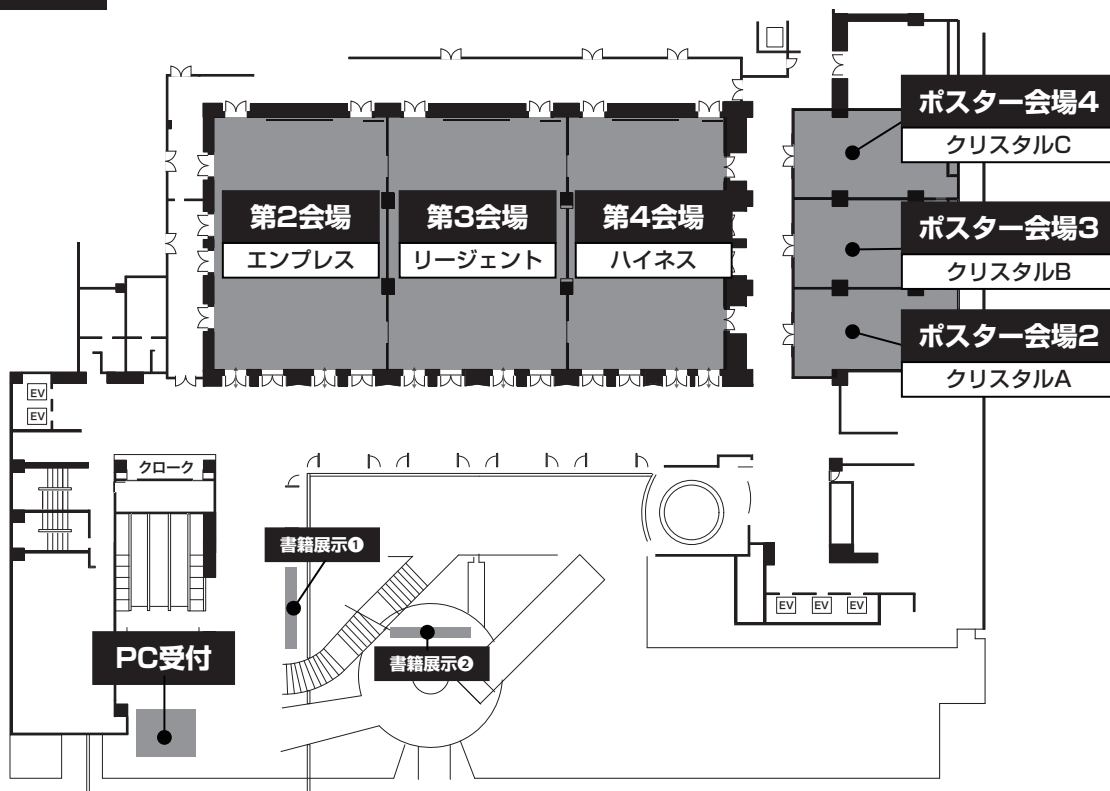 ポスター会場4
クリスタルC
第2会場
エンプレス
第3会場
リージェント
第4会場
ハイネス
ポスター会場3
クリスタルB
ポスター会場2
クリスタルA
EV
EV
クローク
書籍展示❶
書籍展示❷
EV EV EV
PC受付